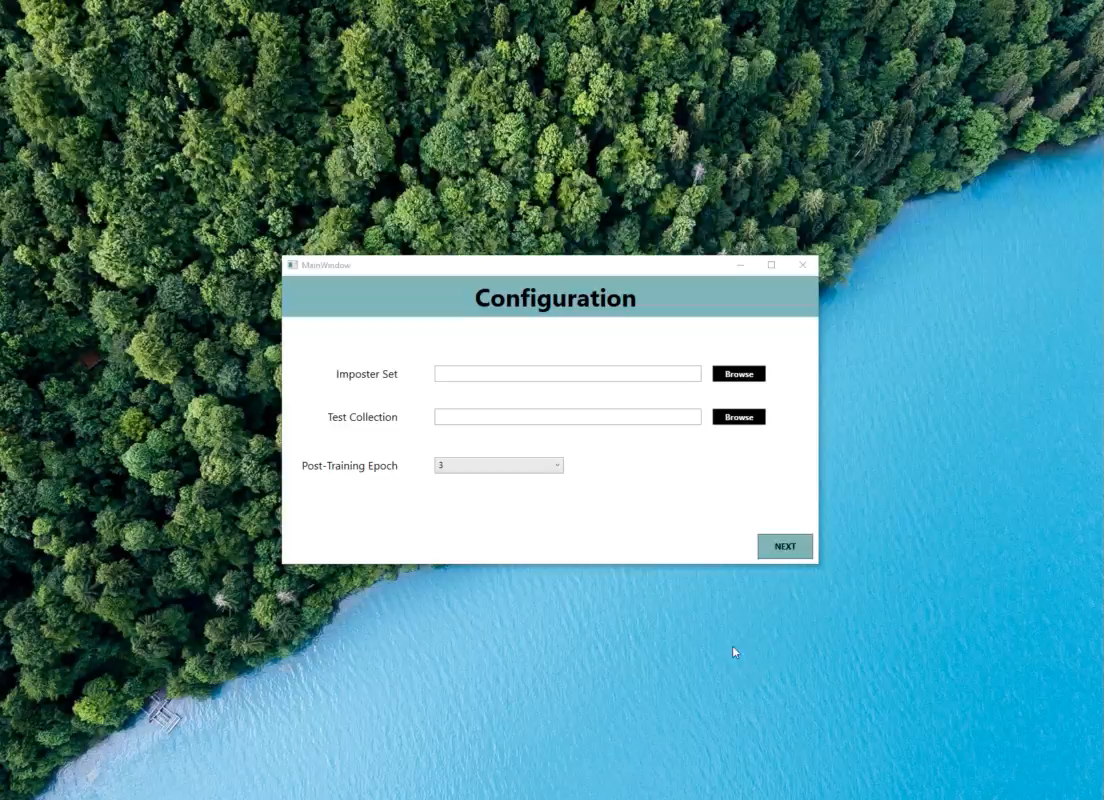 MainWindow
Configuration
Imposter Set
Browse
Test Collection
Browse
Post-Training Epoch
3
NEXT